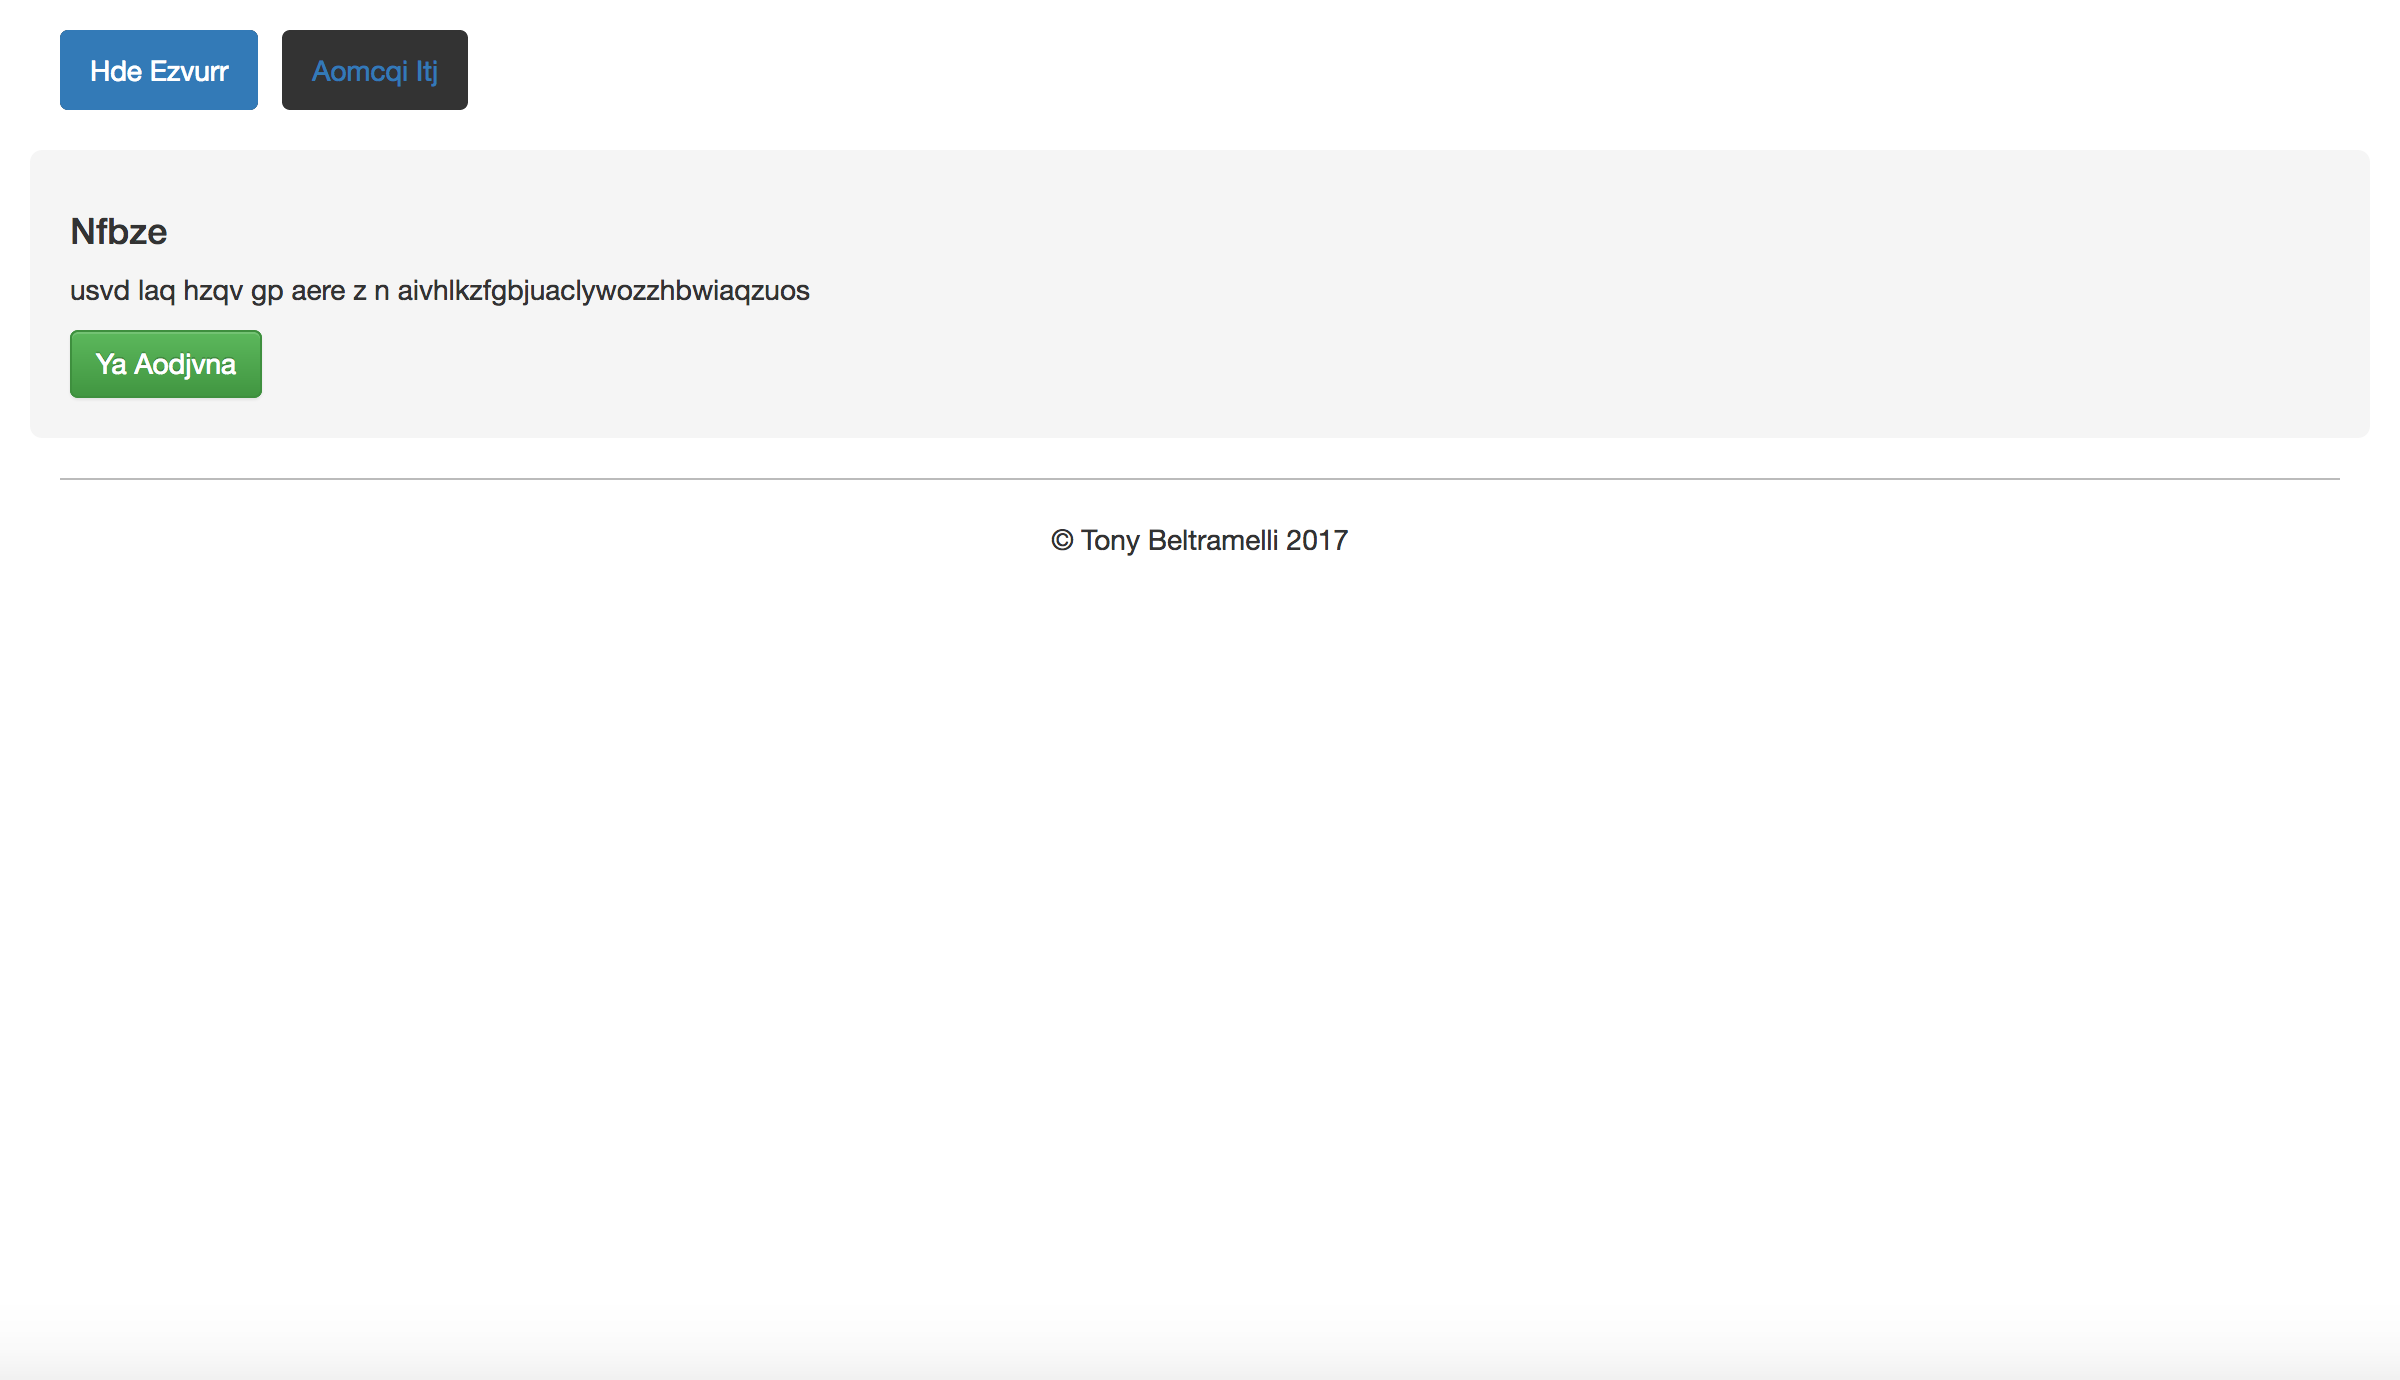 Hde Ezvurr Aomcqi Itj
Nfbze
usvd laq hzqv gp aere z n aivhlkzfgbjuaclywozzhbwiaqzuos
Ya Aodjvna
© Tony Beltramelli 2017